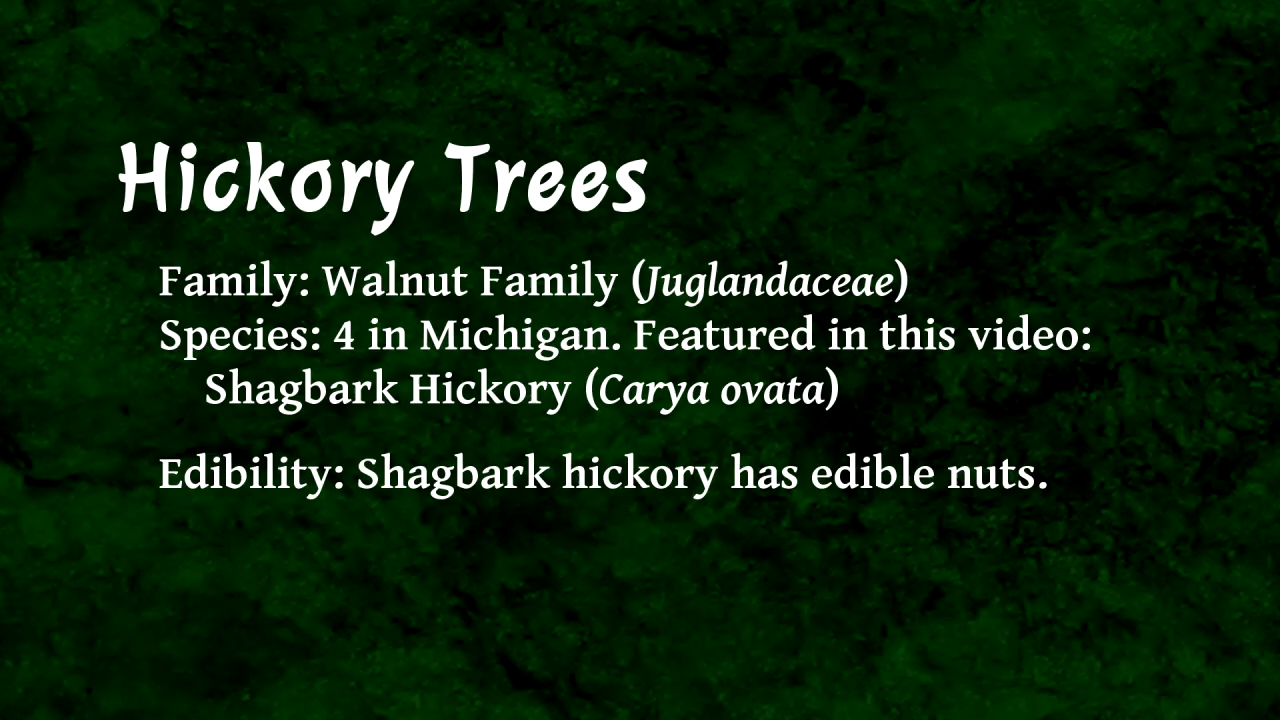 Hickory Trees
Family: Walnut Family (Juglandaceae)
Species: 4 in Michigan. Featured in this video:
Shagbark Hickory (Carya ovata)
Edibility: Shagbark hickory has edible nuts.